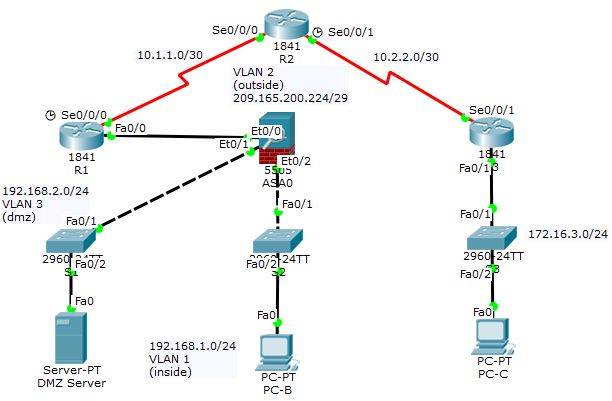 Se0/0/0
Se0/0/1
1841
R2
10.1.1.0/30
10.2.2.0/30
VLAN 2
(outside)
209.165.200.224/29
Se0/0/0
Fa0/0
1841
R1
Et0/0
Et0/1
Et0/2
5505
ASA0
Se0/0/1
1841
Fa0/1
192.168.2.0/24
VLAN 3
(dmz)
Fa0/1
2960-24TT
S1
Fa0/2
Fa0/1
2960-24TT
S2
Fa0/2
Fa0/1
2960-24TT
S3
Fa0/2
172.16.3.0/24
Fa0
Server-PT
DMZ Server
192.168.1.0/24
VLAN 1
(inside)
Fa0
PC-PT
PC-B
Fa0
PC-PT
PC-C